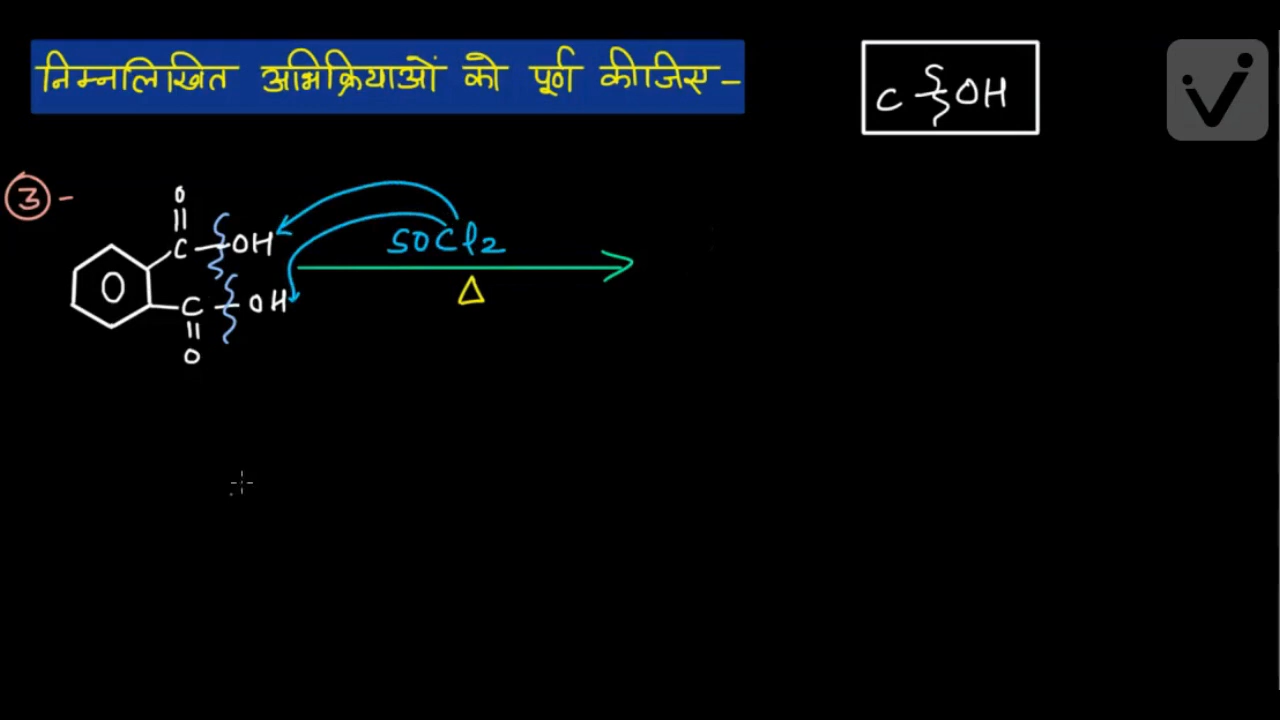 निम्नलिखित अभिक्रियाओं को पूर्ण कीजिए -
C OH
3 -
O
C OH
SOCl2
O
Δ
C OH
O